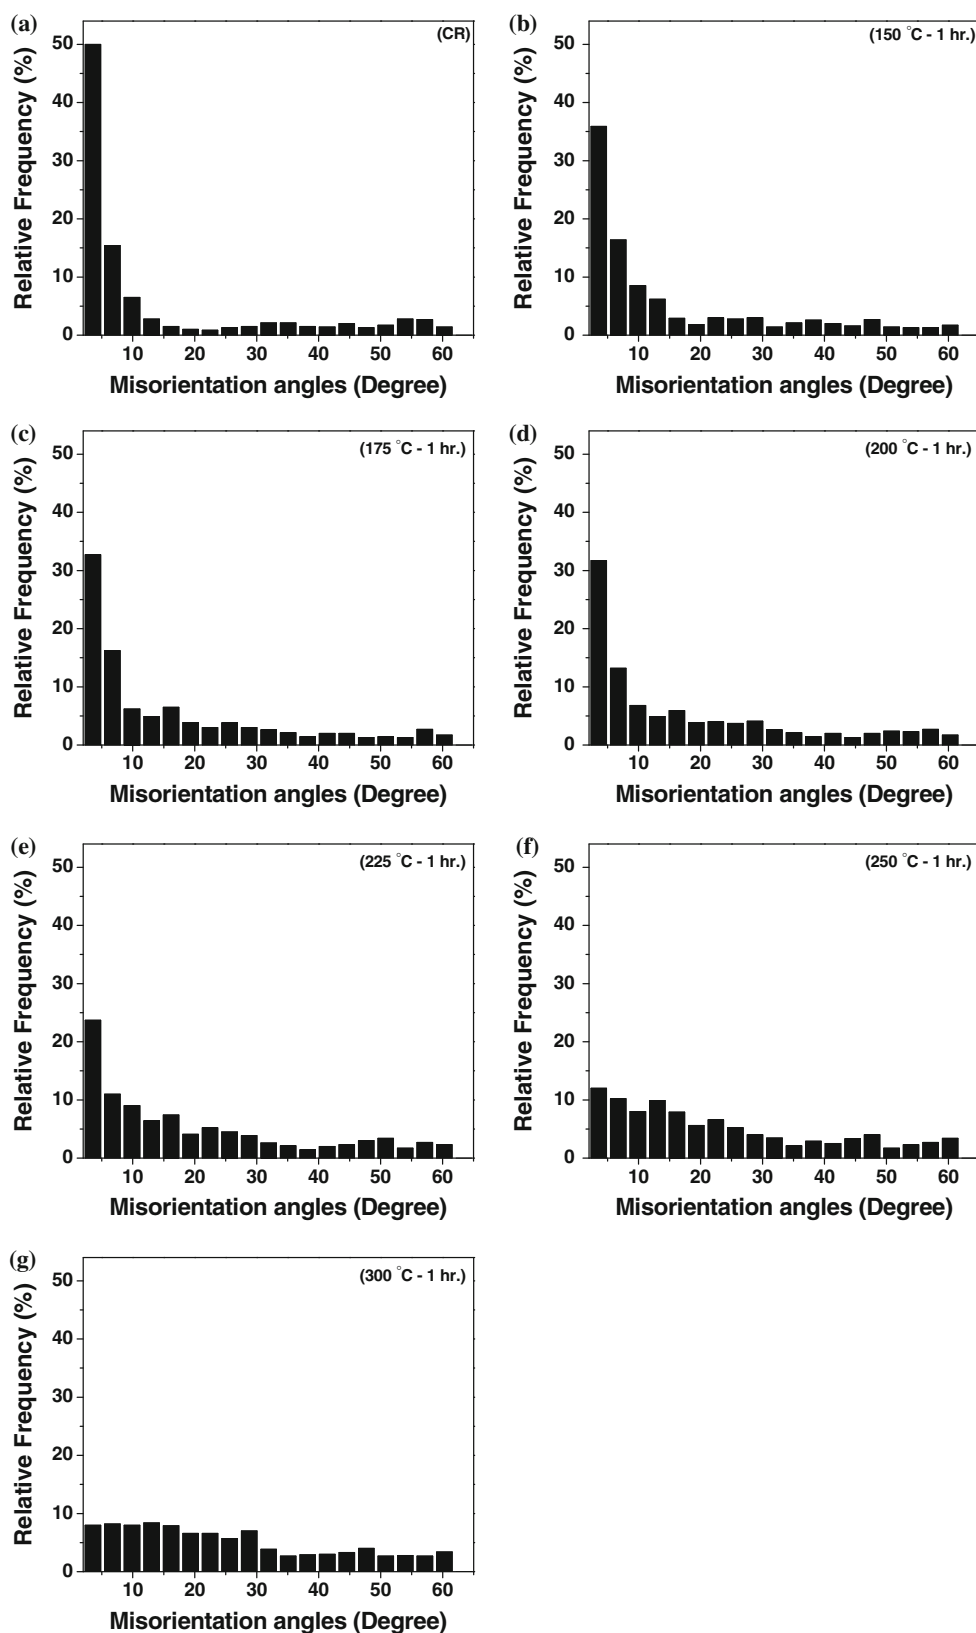 (a)
(CR)
Relative Frequency (%)
50
40
30
20
10
0
10 20 30 40 50 60
Misorientation angles (Degree)
(b)
(150 °C - 1 hr.)
Relative Frequency (%)
50
40
30
20
10
0
10 20 30 40 50 60
Misorientation angles (Degree)
(c)
(175 °C - 1 hr.)
Relative Frequency (%)
50
40
30
20
10
0
10 20 30 40 50 60
Misorientation angles (Degree)
(d)
(200 °C - 1 hr.)
Relative Frequency (%)
50
40
30
20
10
0
10 20 30 40 50 60
Misorientation angles (Degree)
(e)
(225 °C - 1 hr.)
Relative Frequency (%)
50
40
30
20
10
0
10 20 30 40 50 60
Misorientation angles (Degree)
(f)
(250 °C - 1 hr.)
Relative Frequency (%)
50
40
30
20
10
0
10 20 30 40 50 60
Misorientation angles (Degree)
(g)
(300 °C - 1 hr.)
Relative Frequency (%)
50
40
30
20
10
0
10 20 30 40 50 60
Misorientation angles (Degree)